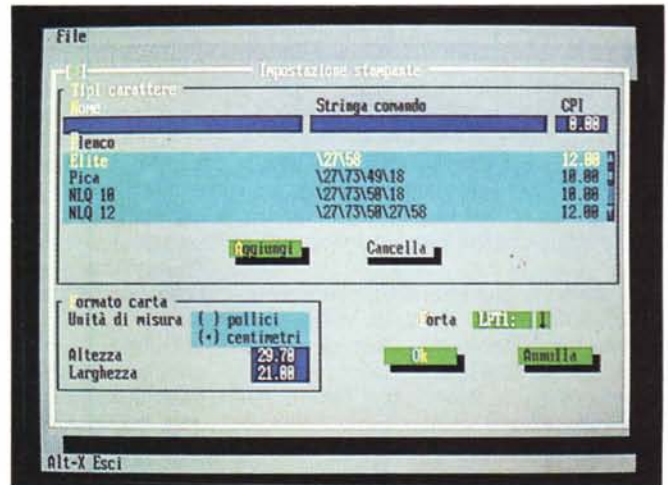 File
Impostazione stampante
Tipi carattere
Nome Stringa comando CPI
0.00
Elenco
Elite \27\58 12.00
Pica \27\73\49\18 10.00
NLQ 10 \27\73\50\18 10.00
NLQ 12 \27\73\50\27\58 12.00
Aggiungi Cancella
Formato carta
Unità di misura ( ) pollici
(•) centimetri
Porta LPT1:
Altezza 29.70
Larghezza 21.00
Ok Annulla
Alt-X Esci